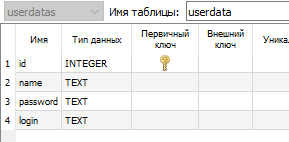 userdatas Имя таблицы: userdata
Имя Тип данных Первичный ключ Внешний ключ Уника
1 id INTEGER
2 name TEXT
3 password TEXT
4 login TEXT